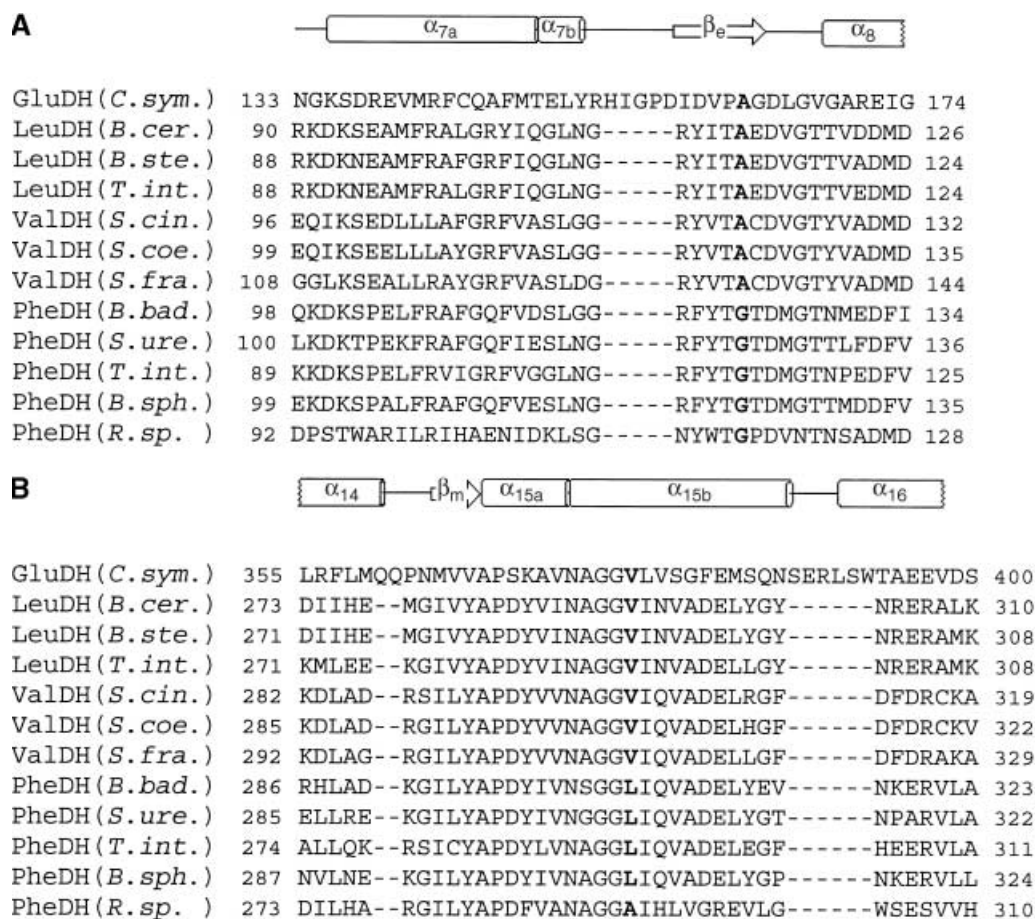 A
α7a α7b βe α8
GluDH(C.sym.) 133 NGKSDREVMRFCQAFMTELYRHIGPDIDVPAGDLGVGAREIG 174
LeuDH(B.cer.) 90 RKDKSEAMFRALGRYIQGLNG-----RYITAEDVGTTVDDMD 126
LeuDH(B.ste.) 88 RKDKNEAMFRAFGRFIQGLNG-----RYITAEDVGTTVADMD 124
LeuDH(T.int.) 88 RKDKNEAMFRALGRFIQGLNG-----RYITAEDVGTTVEDMD 124
ValDH(S.cin.) 96 EQIKSEDLLLAFGRFVASLGG-----RYVTACDVGTYVADMD 132
ValDH(S.coe.) 99 EQIKSEELLLAYGRFVASLGG-----RYVTACDVGTYVADMD 135
ValDH(S.fra.) 108 GGLKSEALLRAYGRFVASLDG-----RYVTACDVGTYVADMD 144
PheDH(B.bad.) 98 QKDKSPELFRAFGQFVDSLGG-----RFYTGTDMGTNMEDFI 134
PheDH(S.ure.) 100 LKDKTPEKFRAFGQFIESLNG-----RFYTGTDMGTTLFDFV 136
PheDH(T.int.) 89 KKDKSPELFRVIGRFVGGLNG-----RFYTGTDMGTNPEDFV 125
PheDH(B.sph.) 99 EKDKSPALFRAFGQFVESLNG-----RFYTGTDMGTTMDDFV 135
PheDH(R.sp. ) 92 DPSTWARILRIHAENIDKLSG-----NYWTGPDVNTNSADMD 128
B
α14 βm α15a α15b α16
GluDH(C.sym.) 355 LRFLMQQPNMVVAPSKAVNAGGVLVSGFEMSQNSERLSWTAEEVDS 400
LeuDH(B.cer.) 273 DIIHE--MGIVYAPDYVINAGGVINVADELYGY------NRERALK 310
LeuDH(B.ste.) 271 DIIHE--MGIVYAPDYVINAGGVINVADELYGY------NRERAMK 308
LeuDH(T.int.) 271 KMLEE--KGIVYAPDYVINAGGVINVADELLGY------NRERAMK 308
ValDH(S.cin.) 282 KDLAD--RSILYAPDYVVNAGGVIQVADELRGF------DFDRCKA 319
ValDH(S.coe.) 285 KDLAD--RGILYAPDYVVNAGGVIQVADELHGF------DFDRCKV 322
ValDH(S.fra.) 292 KDLAG--RGILYAPDYVVNAGGVIQVADELLGF------DFDRAKA 329
PheDH(B.bad.) 286 RHLAD--KGILYAPDYIVNSGGLIQVADELYEV------NKERVLA 323
PheDH(S.ure.) 285 ELLRE--KGILYAPDYIVNGGGLIQVADELYGT------NPARVLA 322
PheDH(T.int.) 274 ALLQK--RSICYAPDYLVNAGGLIQVADELEGF------HEERVLA 311
PheDH(B.sph.) 287 NVLNE--KGILYAPDYIVNAGGLIQVADELYGP------NKERVLL 324
PheDH(R.sp. ) 273 DILHA--RGILYAPDFVANAGGAIHLVGREVLG------WSESVVH 310